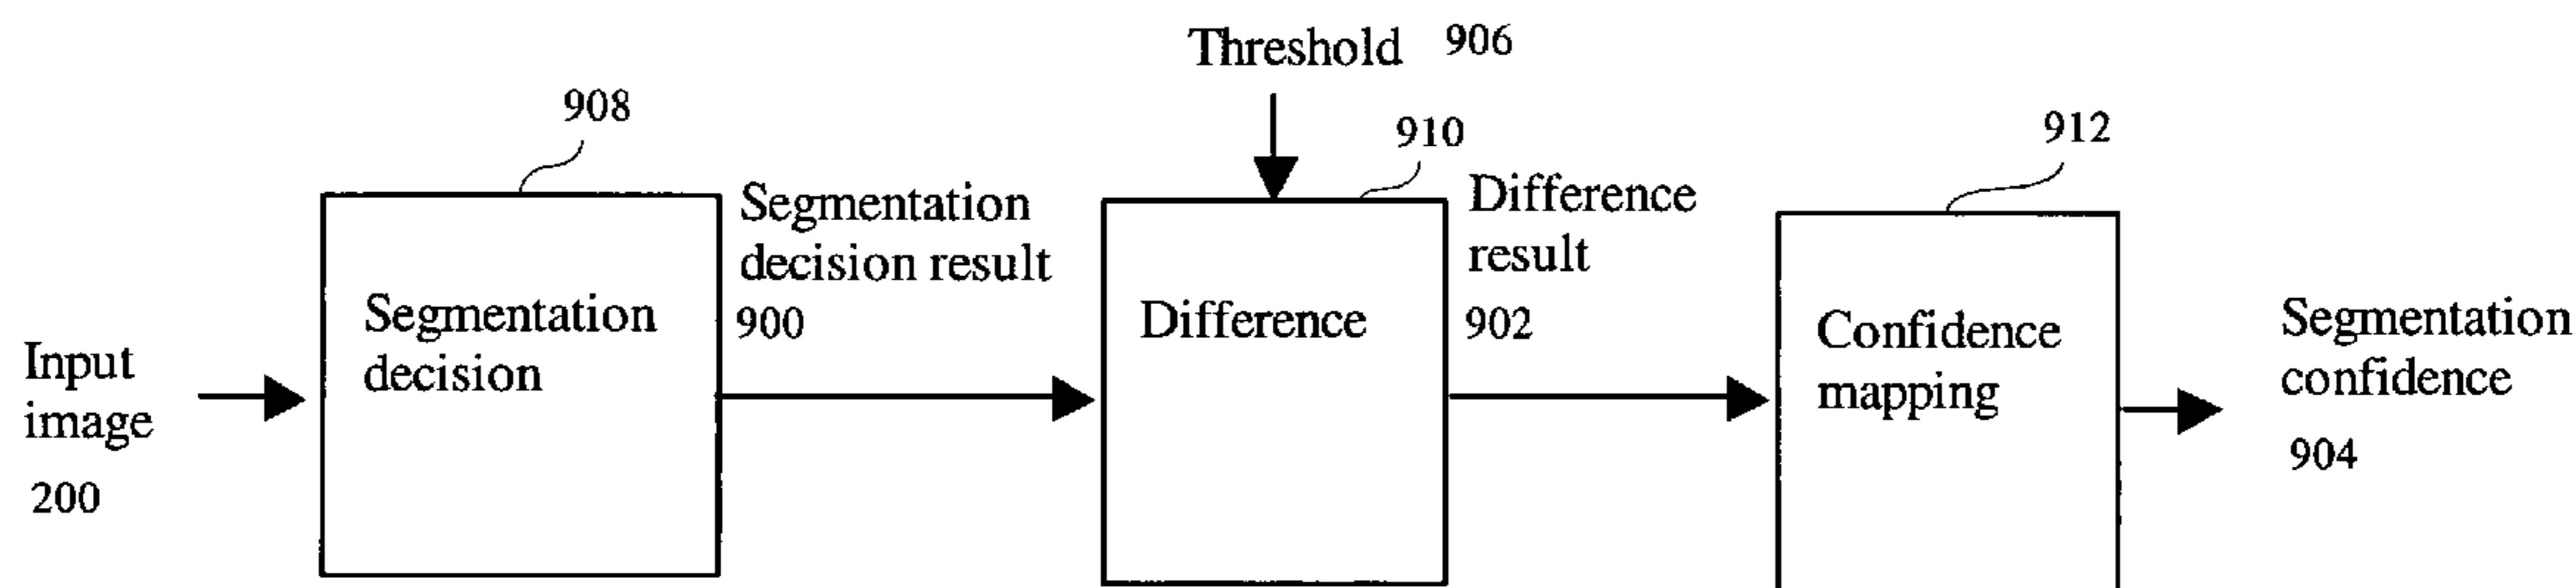 Threshold 906
908
910
912
Input
image
200
Segmentation
decision
Segmentation
decision result
900
Difference
Difference
result
902
Confidence
mapping
Segmentation
confidence
904